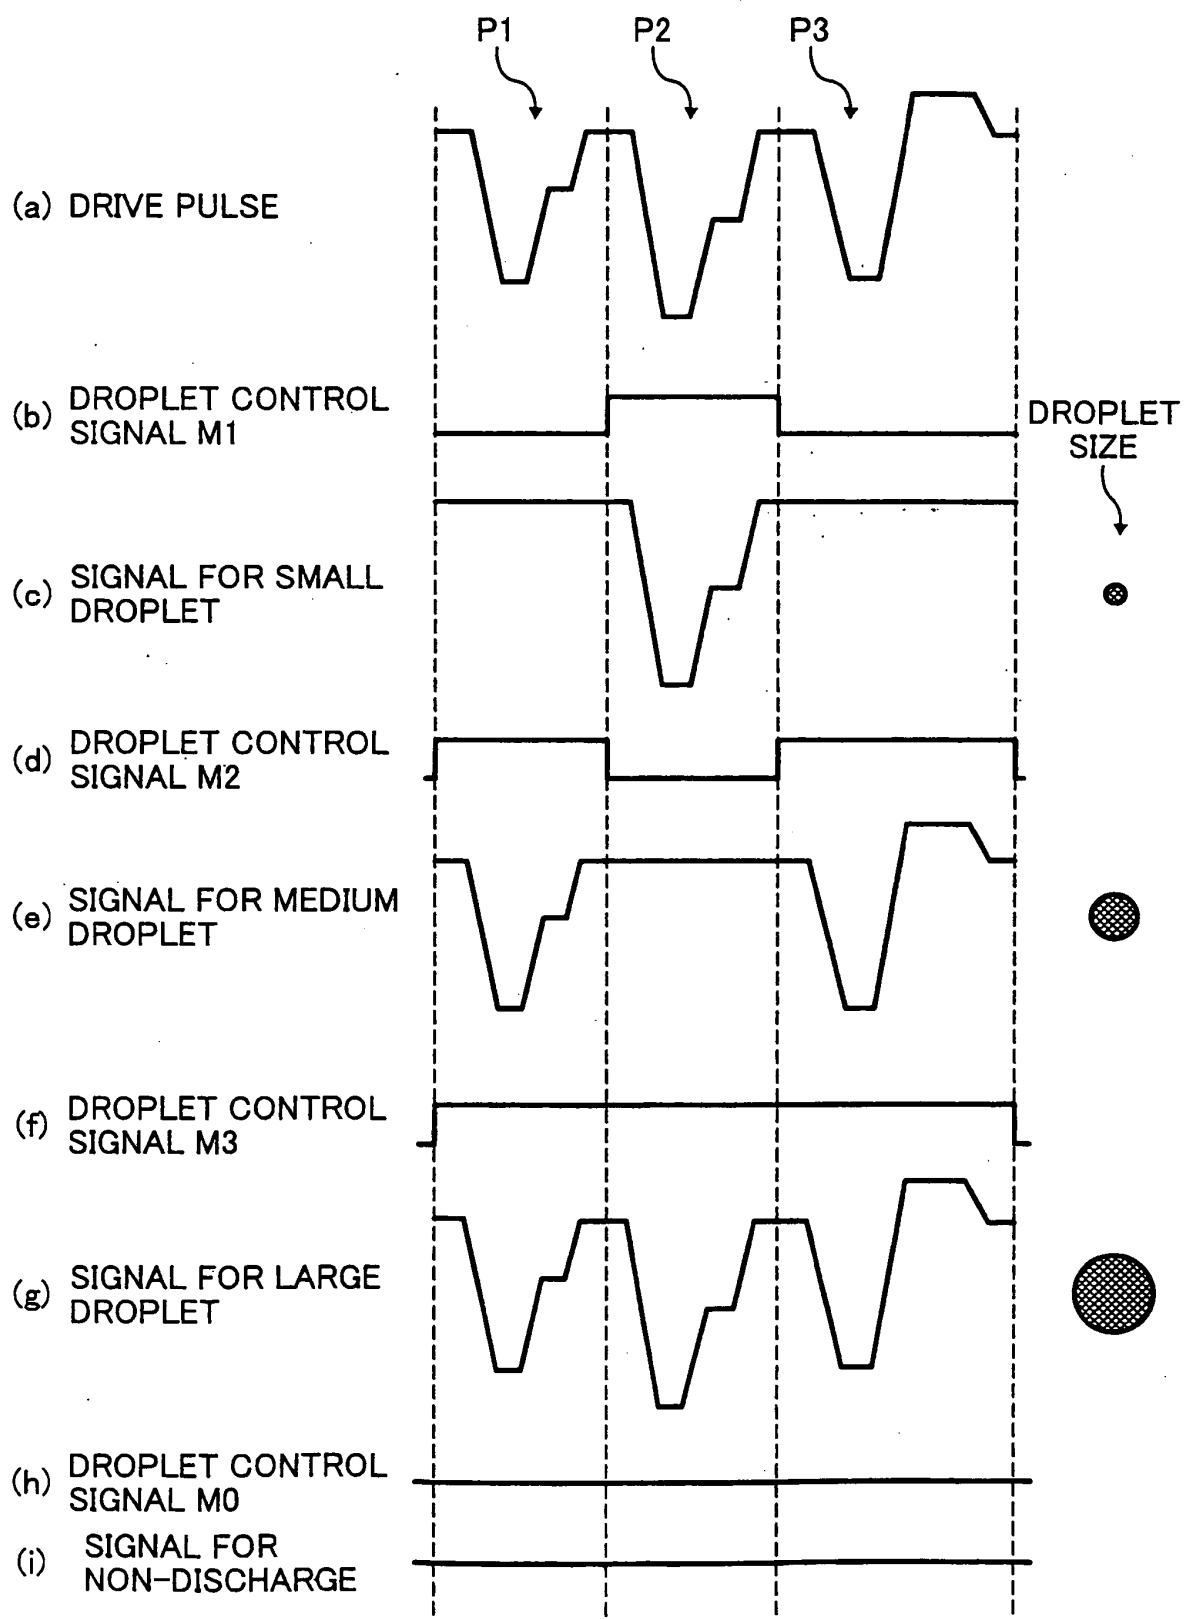 P1
P2
P3
(a) DRIVE PULSE
(b) DROPLET CONTROL
SIGNAL M1
DROPLET
SIZE
(c) SIGNAL FOR SMALL
DROPLET
(d) DROPLET CONTROL
SIGNAL M2
(e) SIGNAL FOR MEDIUM
DROPLET
(f) DROPLET CONTROL
SIGNAL M3
(g) SIGNAL FOR LARGE
DROPLET
(h) DROPLET CONTROL
SIGNAL M0
(i) SIGNAL FOR
NON-DISCHARGE